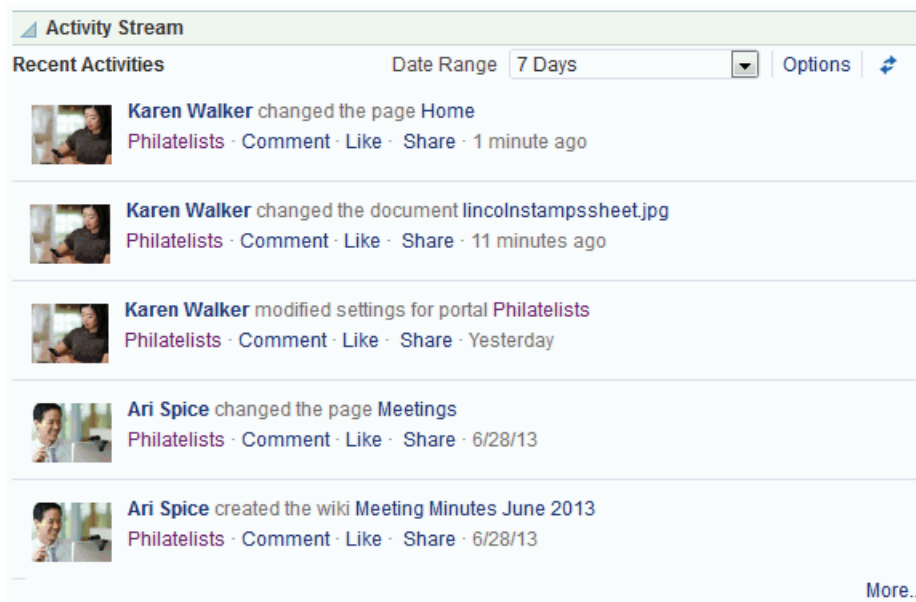 Activity Stream
Recent Activities Date Range 7 Days Options
Karen Walker changed the page Home
Philatelists · Comment · Like · Share · 1 minute ago
Karen Walker changed the document lincolnstampssheet.jpg
Philatelists · Comment · Like · Share · 11 minutes ago
Karen Walker modified settings for portal Philatelists
Philatelists · Comment · Like · Share · Yesterday
Ari Spice changed the page Meetings
Philatelists · Comment · Like · Share · 6/28/13
Ari Spice created the wiki Meeting Minutes June 2013
Philatelists · Comment · Like · Share · 6/28/13
More..